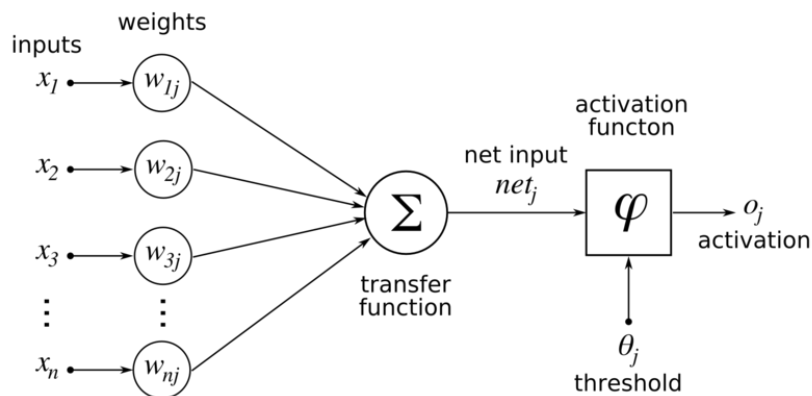 inputs
weights
x1
w1j
x2
w2j
x3
w3j
⋮
⋮
xn
wnj
Σ
transfer
function
net input
netj
activation
functon
φ
oj
activation
θj
threshold